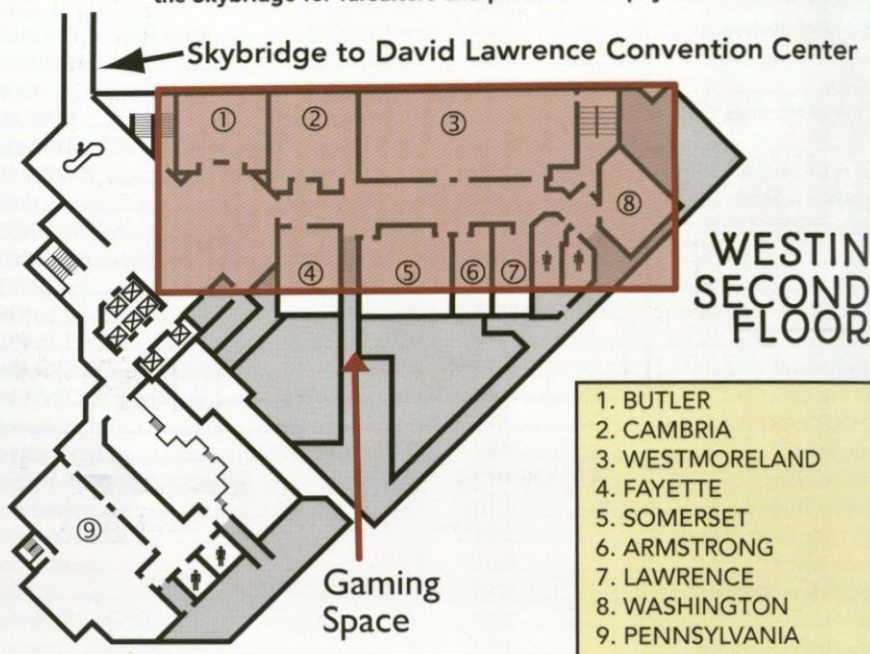 Skybridge to David Lawrence Convention Center
①
②
③
⑧
④
⑤
⑥
⑦
WESTIN
SECOND
FLOOR
1. BUTLER
2. CAMBRIA
3. WESTMORELAND
4. FAYETTE
5. SOMERSET
6. ARMSTRONG
7. LAWRENCE
8. WASHINGTON
9. PENNSYLVANIA
⑨
Gaming
Space